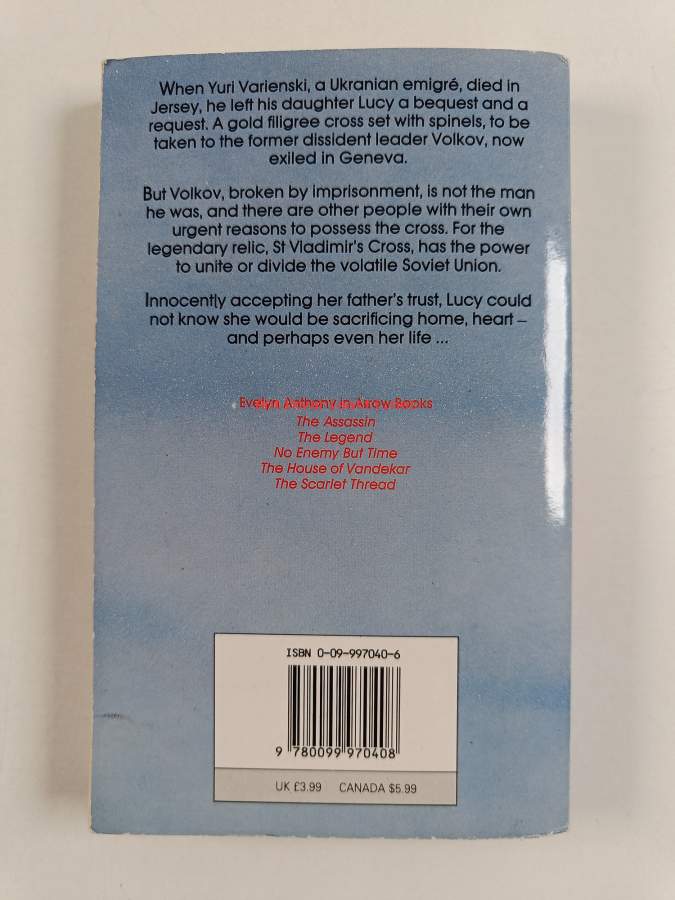 When Yuri Varienski, a Ukranian emigré, died in
Jersey, he left his daughter Lucy a bequest and a
request. A gold filigree cross set with spinels, to be
taken to the former dissident leader Volkov, now
exiled in Geneva.
But Volkov, broken by imprisonment, is not the man
he was, and there are other people with their own
urgent reasons to possess the cross. For the
legendary relic, St Vladimir's Cross, has the power
to unite or divide the volatile Soviet Union.
Innocently accepting her father's trust, Lucy could
not know she would be sacrificing home, heart –
and perhaps even her life ...
Evelyn Anthony in Arrow Books
The Assassin
The Legend
No Enemy But Time
The House of Vandekar
The Scarlet Thread
ISBN 0-09-997040-6
9 780099 970408
UK £3.99 CANADA $5.99